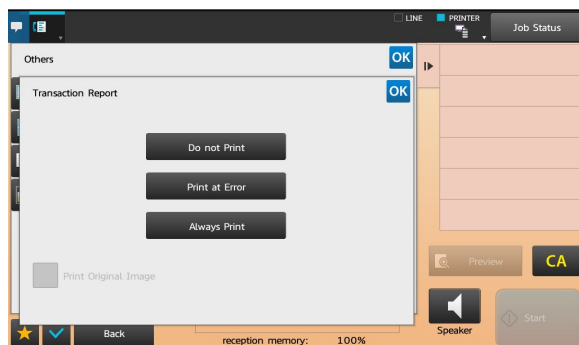 LINE
PRINTER
Job Status
Others
OK
Transaction Report
OK
Do not Print
Print at Error
Always Print
Print Original Image
Preview
CA
Start
Speaker
Back
reception memory: 100%